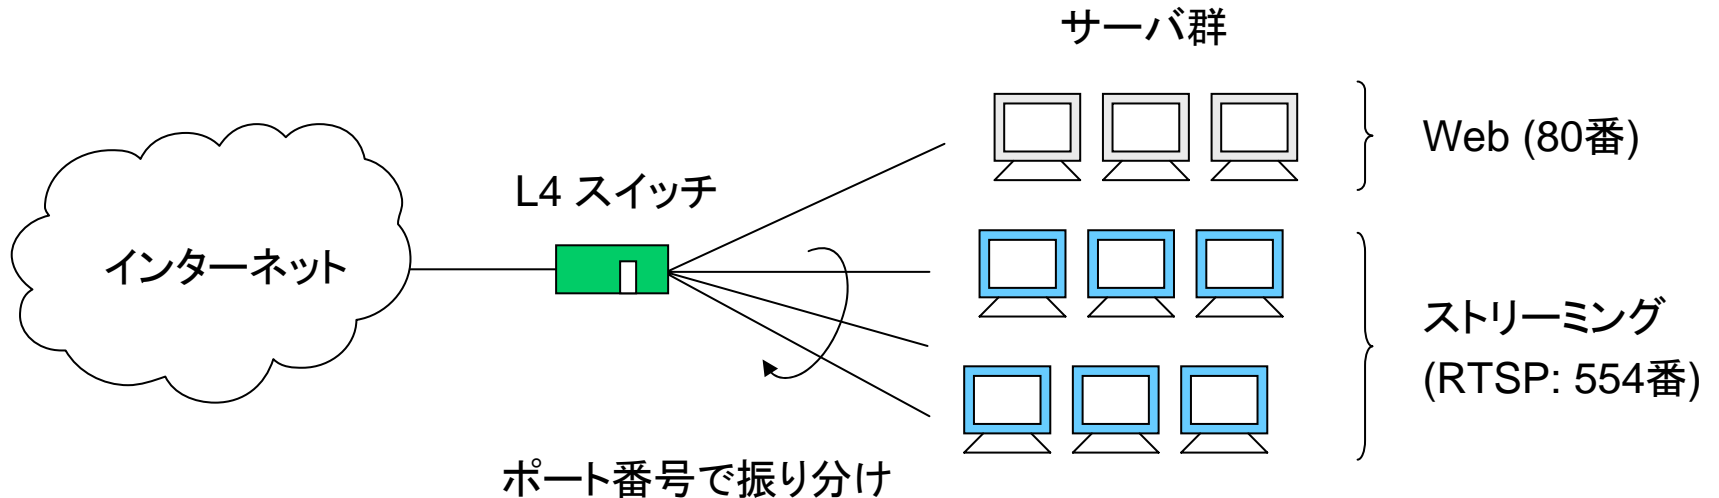 サーバ群
Web (80番)
L4 スイッチ
インターネット
ストリーミング
(RTSP: 554番)
ポート番号で振り分け